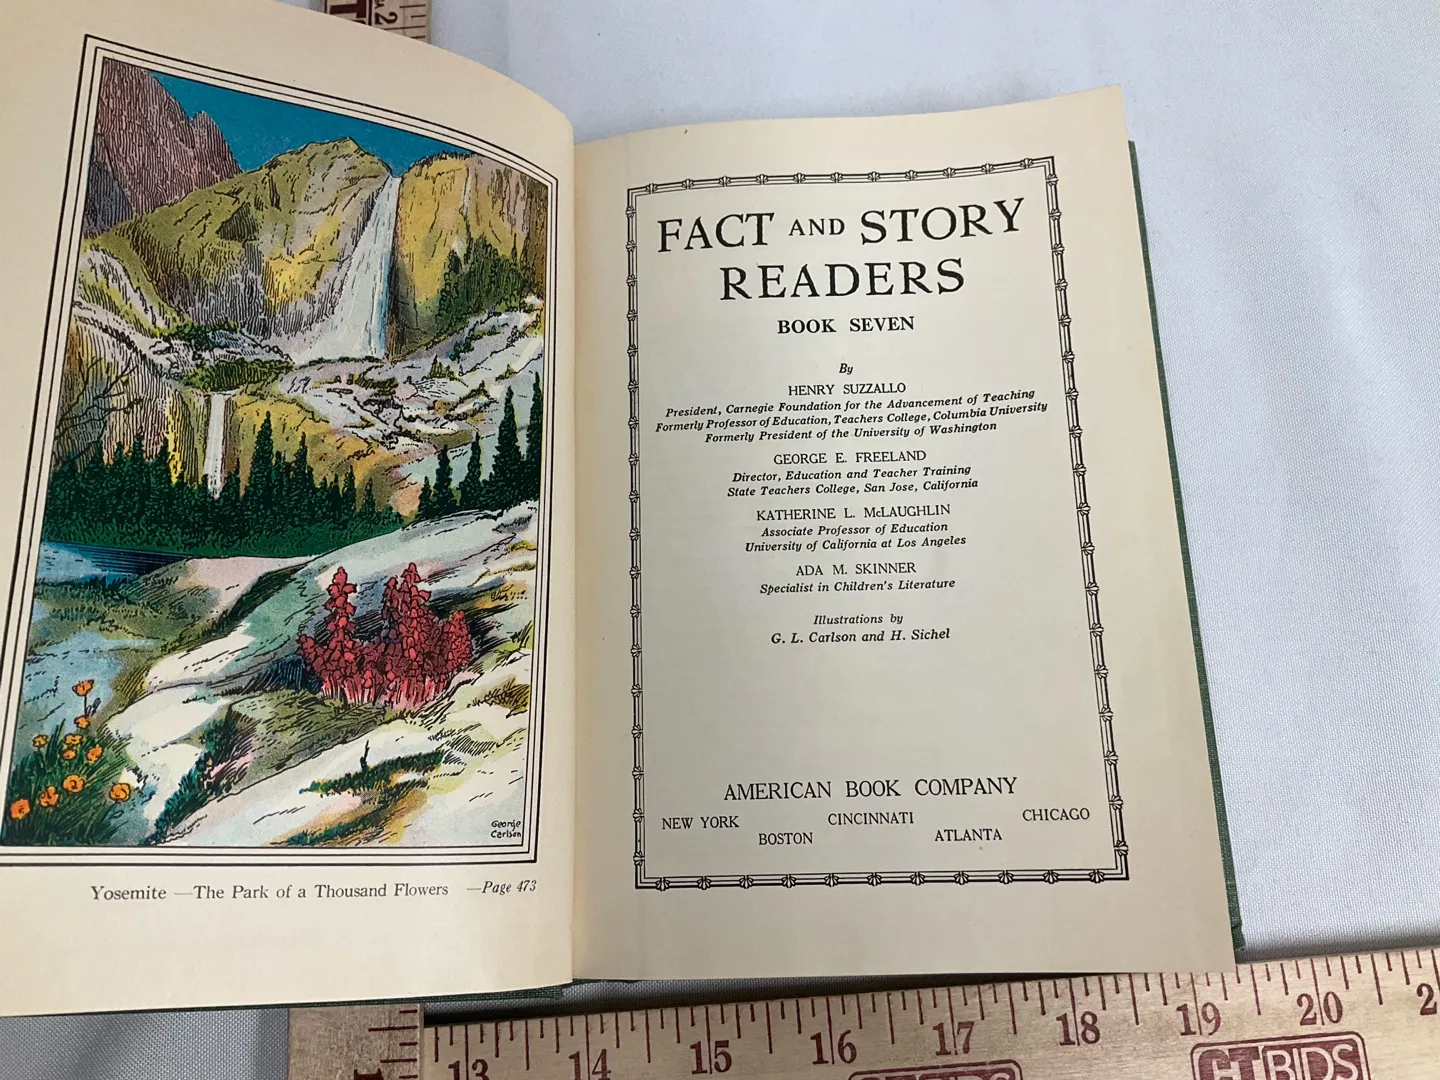 George
Carlson
Yosemite — The Park of a Thousand Flowers —Page 473
FACT AND STORY
READERS
BOOK SEVEN
By
HENRY SUZZALLO
President, Carnegie Foundation for the Advancement of Teaching
Formerly Professor of Education, Teachers College, Columbia University
Formerly President of the University of Washington
GEORGE E. FREELAND
Director, Education and Teacher Training
State Teachers College, San Jose, California
KATHERINE L. McLAUGHLIN
Associate Professor of Education
University of California at Los Angeles
ADA M. SKINNER
Specialist in Children's Literature
Illustrations by
G. L. Carlson and H. Sichel
AMERICAN BOOK COMPANY
NEW YORK CINCINNATI CHICAGO
BOSTON ATLANTA
2
13 14 15 16 17 18 19 20
CTBIDS